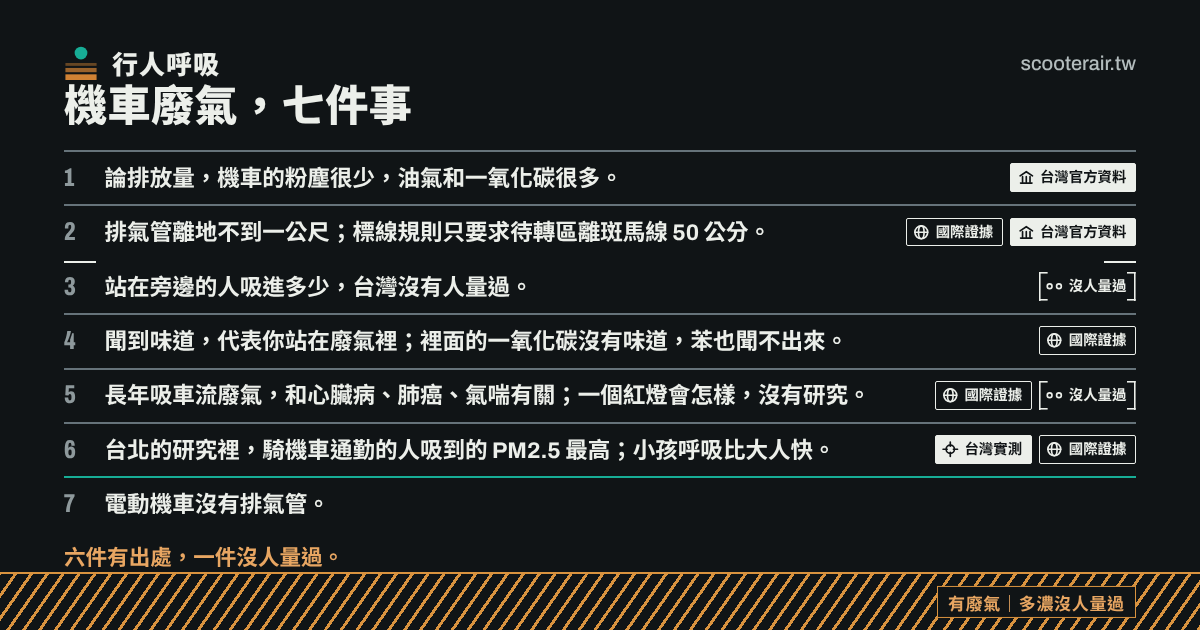 行人呼吸
scooterair.tw
機車廢氣，七件事
1 論排放量，機車的粉塵很少，油氣和一氧化碳很多。 台灣官方資料
2 排氣管離地不到一公尺；標線規則只要求待轉區離斑馬線 50 公分。 國際證據 台灣官方資料
3 站在旁邊的人吸進多少，台灣沒有人量過。 沒人量過
4 聞到味道，代表你站在廢氣裡；裡面的一氧化碳沒有味道，苯也聞不出來。 國際證據
5 長年吸車流廢氣，和心臟病、肺癌、氣喘有關；一個紅燈會怎樣，沒有研究。 國際證據 沒人量過
6 台北的研究裡，騎機車通勤的人吸到的 PM2.5 最高；小孩呼吸比大人快。 台灣實測 國際證據
7 電動機車沒有排氣管。
六件有出處，一件沒人量過。
有廢氣｜多濃沒人量過